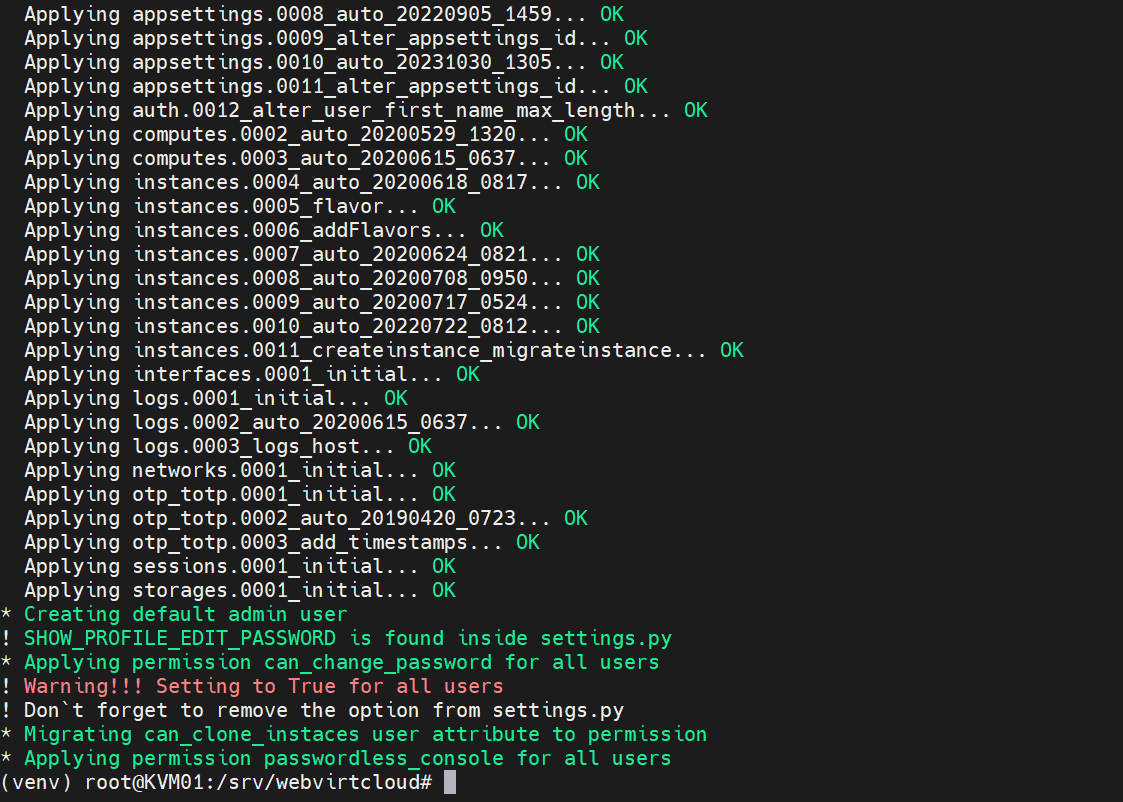 Applying appsettings.0008_auto_20220905_1459... OK
Applying appsettings.0009_alter_appsettings_id... OK
Applying appsettings.0010_auto_20231030_1305... OK
Applying appsettings.0011_alter_appsettings_id... OK
Applying auth.0012_alter_user_first_name_max_length... OK
Applying computes.0002_auto_20200529_1320... OK
Applying computes.0003_auto_20200615_0637... OK
Applying instances.0004_auto_20200618_0817... OK
Applying instances.0005_flavor... OK
Applying instances.0006_addFlavors... OK
Applying instances.0007_auto_20200624_0821... OK
Applying instances.0008_auto_20200708_0950... OK
Applying instances.0009_auto_20200717_0524... OK
Applying instances.0010_auto_20220722_0812... OK
Applying instances.0011_createinstance_migrateinstance... OK
Applying interfaces.0001_initial... OK
Applying logs.0001_initial... OK
Applying logs.0002_auto_20200615_0637... OK
Applying logs.0003_logs_host... OK
Applying networks.0001_initial... OK
Applying otp_totp.0001_initial... OK
Applying otp_totp.0002_auto_20190420_0723... OK
Applying otp_totp.0003_add_timestamps... OK
Applying sessions.0001_initial... OK
Applying storages.0001_initial... OK
* Creating default admin user
! SHOW_PROFILE_EDIT_PASSWORD is found inside settings.py
* Applying permission can_change_password for all users
! Warning!!! Setting to True for all users
! Don`t forget to remove the option from settings.py
* Migrating can_clone_instaces user attribute to permission
* Applying permission passwordless_console for all users
(venv) root@KVM01:/srv/webvirtcloud#